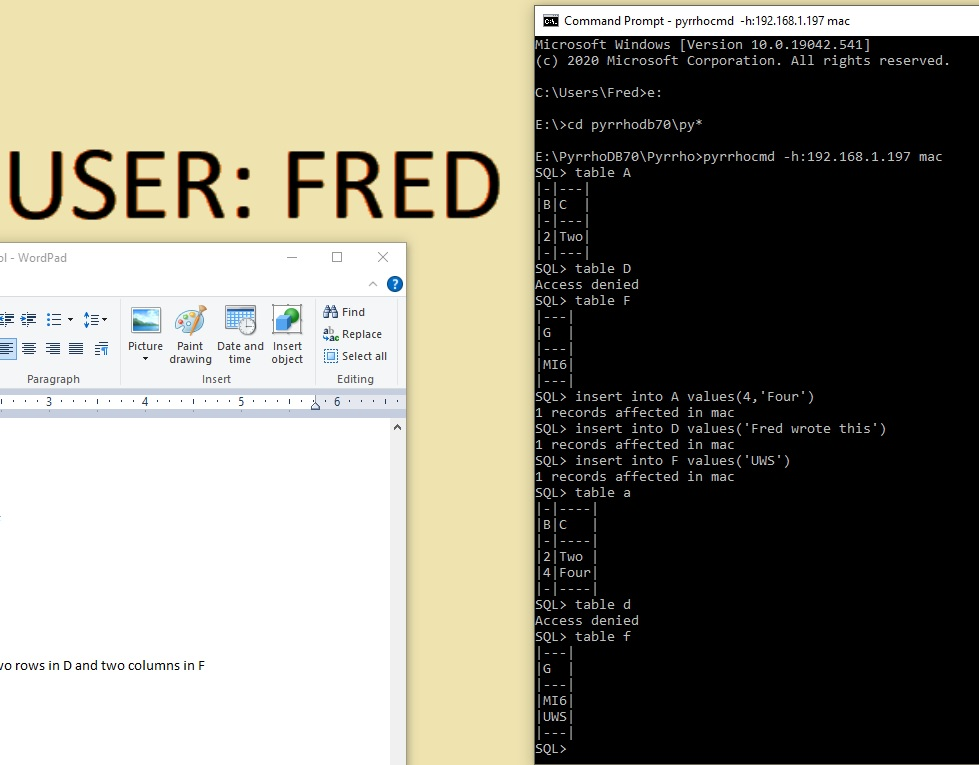 Command Prompt - pyrrhocmd -h:192.168.1.197 mac
Microsoft Windows [Version 10.0.19042.541]
(c) 2020 Microsoft Corporation. All rights reserved.
C:\Users\Fred>e:
E:\>cd pyrrhodb70\py*
E:\PyrrhoDB70\Pyrrho>pyrrhocmd -h:192.168.1.197 mac
SQL> table A
|-|---|
|B|C  |
|-|---|
|2|Two|
|-|---|
SQL> table D
Access denied
SQL> table F
|---|
|G  |
|---|
|MI6|
|---|
SQL> insert into A values(4,'Four')
1 records affected in mac
SQL> insert into D values('Fred wrote this')
1 records affected in mac
SQL> insert into F values('UWS')
1 records affected in mac
SQL> table a
|-|----|
|B|C   |
|-|----|
|2|Two |
|4|Four|
|-|----|
SQL> table d
Access denied
SQL> table f
|---|
|G  |
|---|
|MI6|
|UWS|
|---|
SQL>
USER: FRED
- WordPad
Find
Replace
Select all
Picture
Paint drawing
Date and time
Insert object
Paragraph
Insert
Editing
3 4 5 6
rows in D and two columns in F